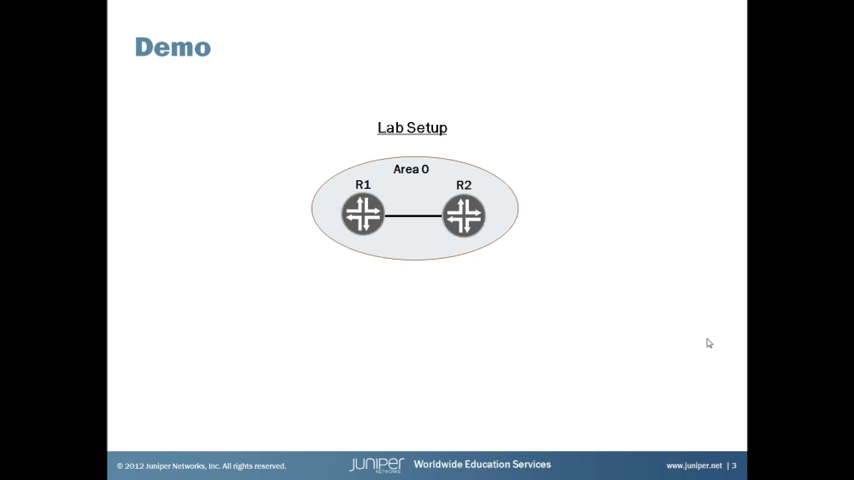 Demo
Lab Setup
Area 0
R1
R2
© 2012 Juniper Networks, Inc. All rights reserved.
JUNIPER
NETWORKS
Worldwide Education Services
www.juniper.net | 3